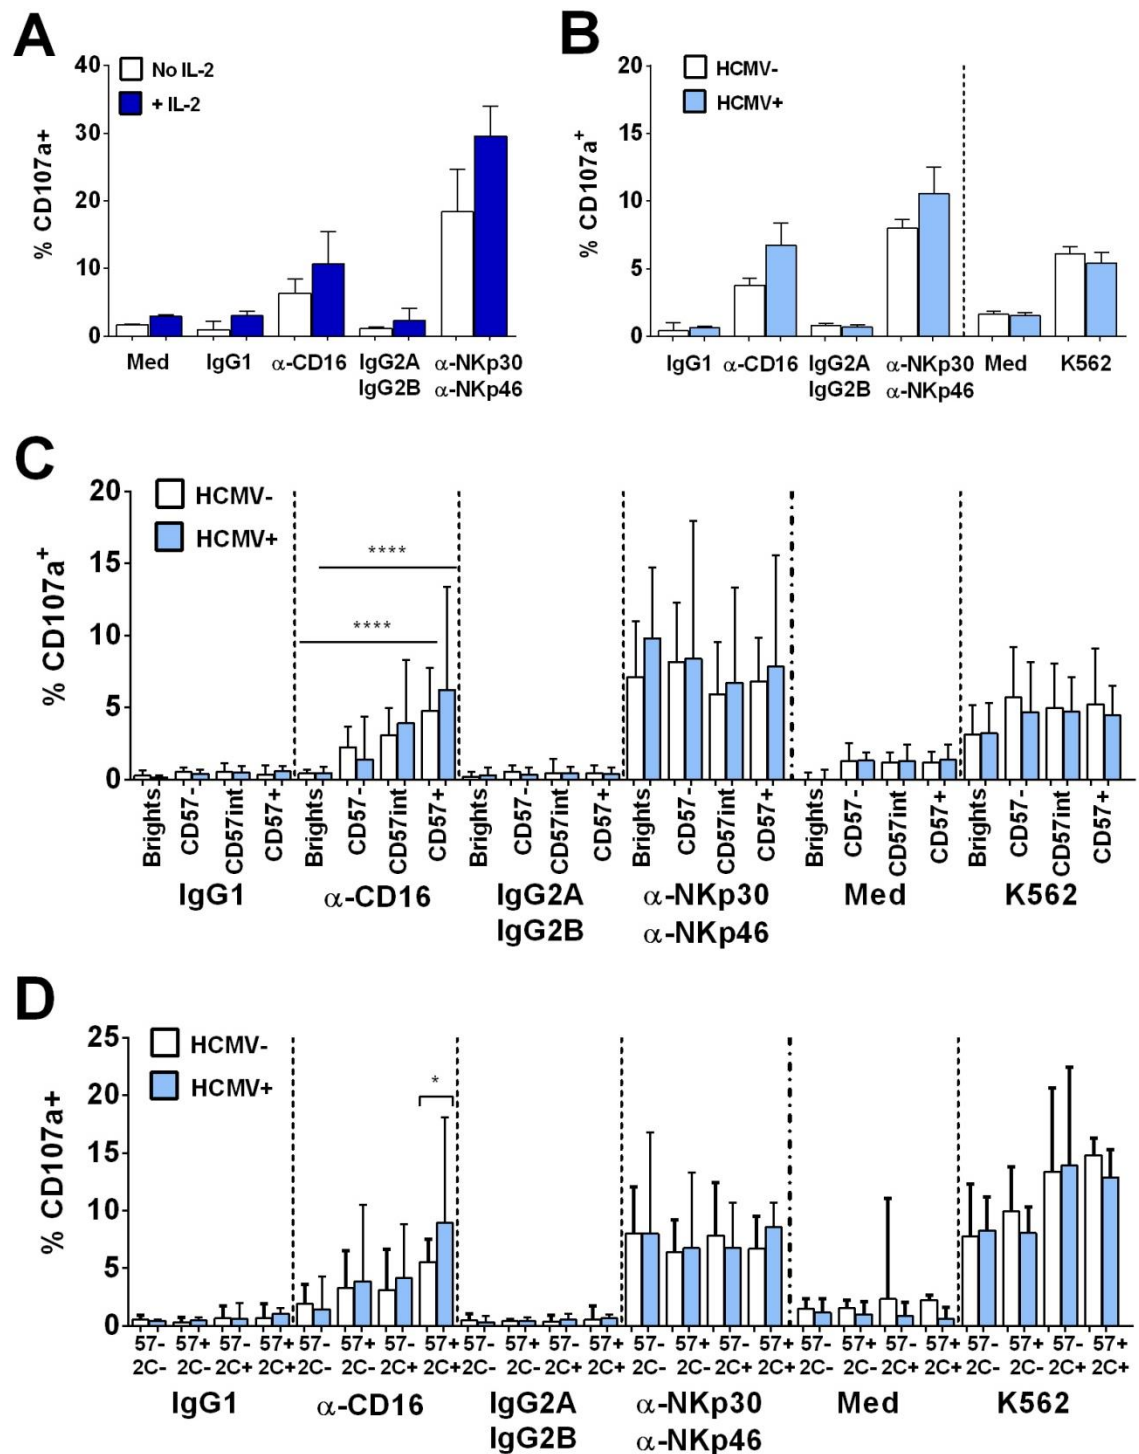 A
40
30
20
10
0
% CD107a+
No IL-2
+ IL-2
Med IgG1 α-CD16 IgG2A α-NKp30
IgG2B α-NKp46
B
20
15
10
5
0
% CD107a+
HCMV-
HCMV+
IgG1 α-CD16 IgG2A α-NKp30 Med K562
IgG2B α-NKp46
C
20
15
10
5
0
% CD107a+
HCMV-
HCMV+
****
****
Brights CD57- CD57int CD57+ Brights CD57- CD57int CD57+ Brights CD57- CD57int CD57+ Brights CD57- CD57int CD57+ Brights CD57- CD57int CD57+ Brights CD57- CD57int CD57+
IgG1 α-CD16 IgG2A α-NKp30 Med K562
IgG2B α-NKp46
D
25
20
15
10
5
0
% CD107a+
HCMV-
HCMV+
*
57- 57+ 57- 57+ 57- 57+ 57- 57+ 57- 57+ 57- 57+ 57- 57+ 57- 57+ 57- 57+ 57- 57+ 57- 57+ 57- 57+
2C- 2C- 2C+ 2C+ 2C- 2C- 2C+ 2C+ 2C- 2C- 2C+ 2C+ 2C- 2C- 2C+ 2C+ 2C- 2C- 2C+ 2C+ 2C- 2C- 2C+ 2C+
IgG1 α-CD16 IgG2A α-NKp30 Med K562
IgG2B α-NKp46